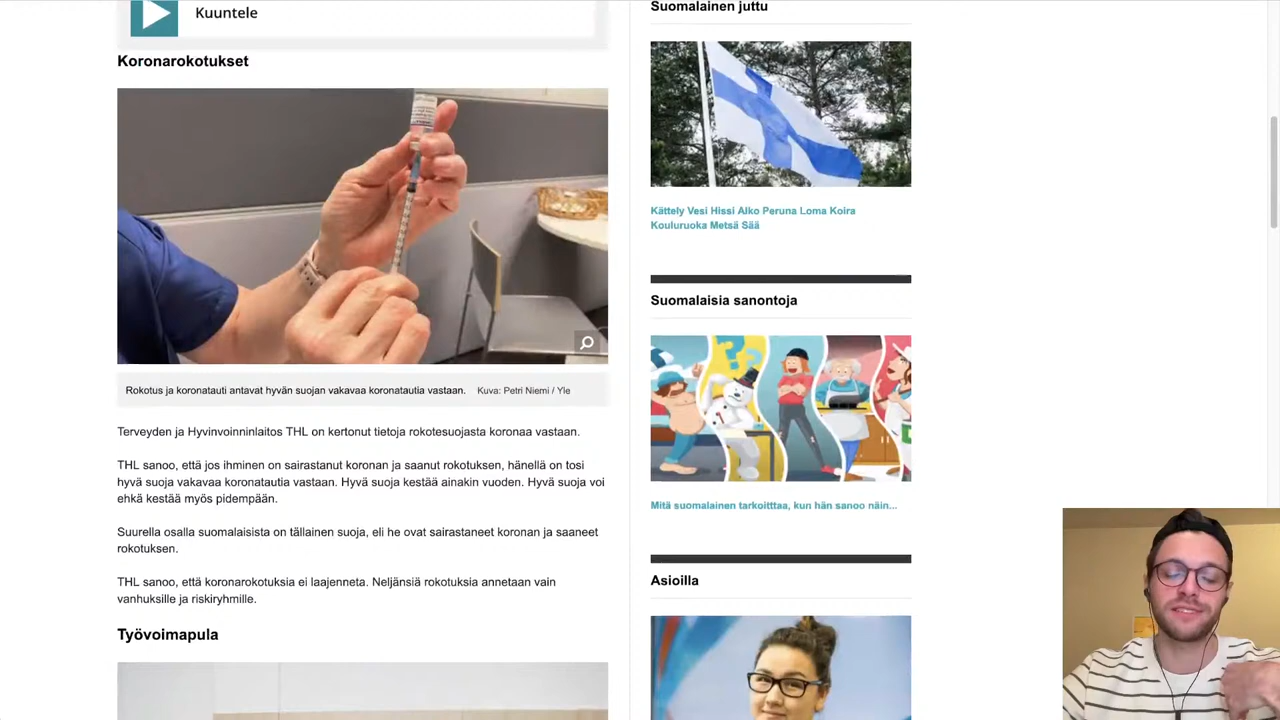 Kuuntele
Koronarokotukset
Rokotus ja koronatauti antavat hyvän suojan vakavaa koronatautia vastaan. Kuva: Petri Niemi / Yle
Terveyden ja Hyvinvoinninlaitos THL on kertonut tietoja rokotesuojasta koronaa vastaan.
THL sanoo, että jos ihminen on sairastanut koronan ja saanut rokotuksen, hänellä on tosi
hyvä suoja vakavaa koronatautia vastaan. Hyvä suoja kestää ainakin vuoden. Hyvä suoja voi
ehkä kestää myös pidempään.
Suurella osalla suomalaisista on tällainen suoja, eli he ovat sairastaneet koronan ja saaneet
rokotuksen.
THL sanoo, että koronarokotuksia ei laajenneta. Neljänsiä rokotuksia annetaan vain
vanhuksille ja riskiryhmille.
Työvoimapula
Suomalainen juttu
Kättely Vesi Hissi Alko Peruna Loma Koira
Kouluruoka Metsä Sää
Suomalaisia sanontoja
Mitä suomalainen tarkoitttaa, kun hän sanoo näin...
Asioilla